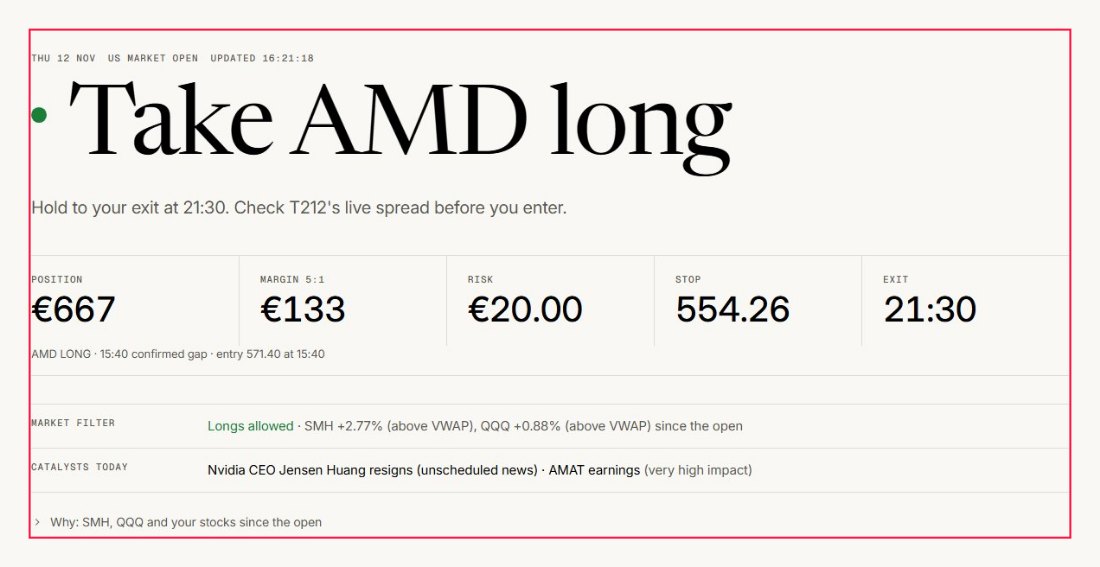 THU 12 NOV US MARKET OPEN UPDATED 16:21:18
Take AMD long
Hold to your exit at 21:30. Check T212's live spread before you enter.
POSITION MARGIN 5:1 RISK STOP EXIT
€667 €133 €20.00 554.26 21:30
AMD LONG · 15:40 confirmed gap · entry 571.40 at 15:40
MARKET FILTER Longs allowed · SMH +2.77% (above VWAP), QQQ +0.88% (above VWAP) since the open
CATALYSTS TODAY Nvidia CEO Jensen Huang resigns (unscheduled news) · AMAT earnings (very high impact)
Why: SMH, QQQ and your stocks since the open